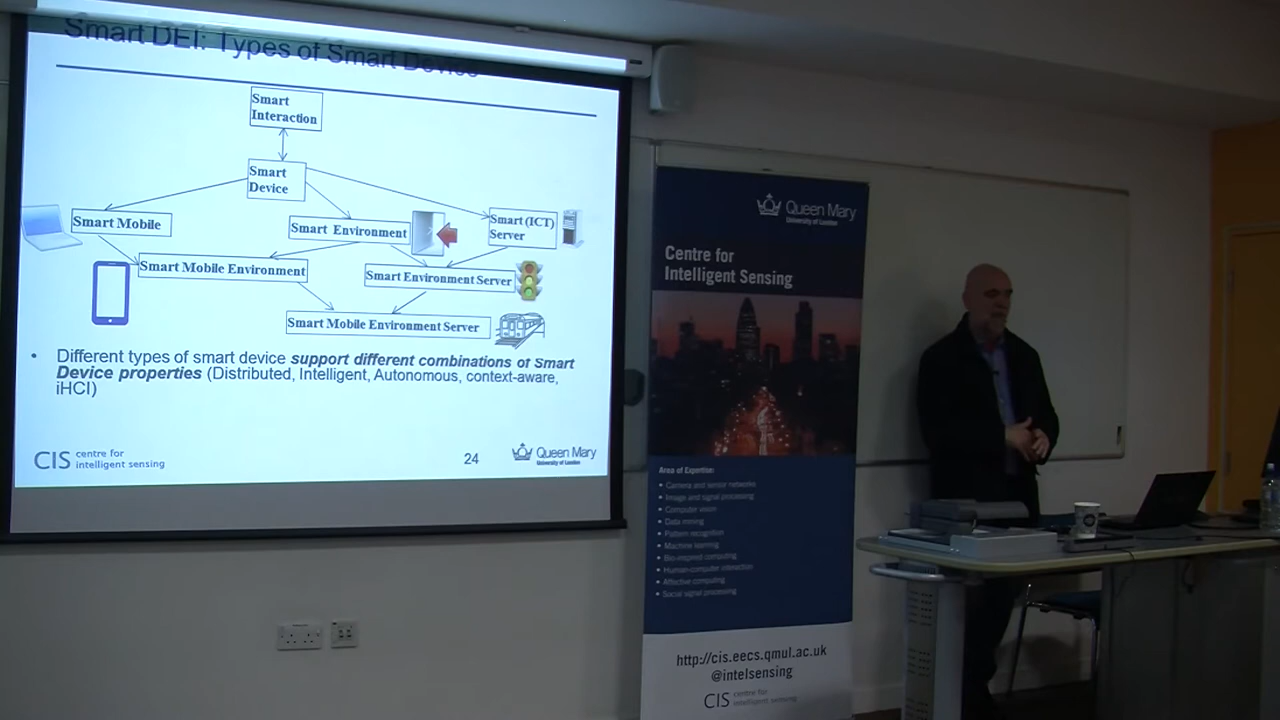 Smart DEI: Types of Smart Device
Smart
Interaction
Smart
Device
Smart Mobile
Smart Environment
Smart (ICT)
Server
Smart Mobile Environment
Smart Environment Server
Smart Mobile Environment Server
• Different types of smart device support different combinations of Smart
Device properties (Distributed, Intelligent, Autonomous, context-aware,
iHCI)
CIS centre for
intelligent sensing
24
Queen Mary
University of London
Queen Mary
University of London
Centre for
Intelligent Sensing
Area of Expertise:
• Camera and sensor networks
• Image and signal processing
• Computer vision
• Data mining
• Pattern recognition
• Machine learning
• Bio-inspired computing
• Human-computer interaction
• Affective computing
• Social signal processing
http://cis.eecs.qmul.ac.uk
@intelsensing
CIS centre for
intelligent sensing